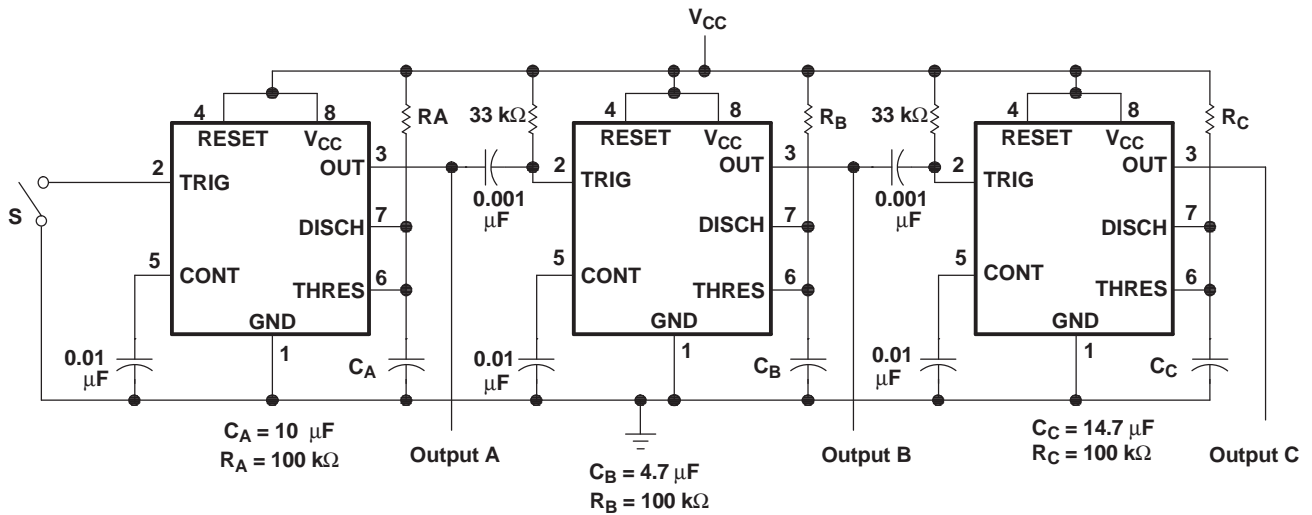 VCC
4
8
RESET
VCC
RA
33 kΩ
2
TRIG
OUT
3
S
DISCH
7
5
CONT
THRES
6
GND
1
0.01
μF
CA
0.001
μF
4
8
RESET
VCC
RB
33 kΩ
2
TRIG
OUT
3
DISCH
7
5
CONT
THRES
6
GND
1
0.01
μF
CB
0.001
μF
4
8
RESET
VCC
RC
2
TRIG
OUT
3
DISCH
7
5
CONT
THRES
6
GND
1
0.01
μF
CC
CA = 10 μF
RA = 100 kΩ
Output A
CB = 4.7 μF
RB = 100 kΩ
Output B
CC = 14.7 μF
RC = 100 kΩ
Output C